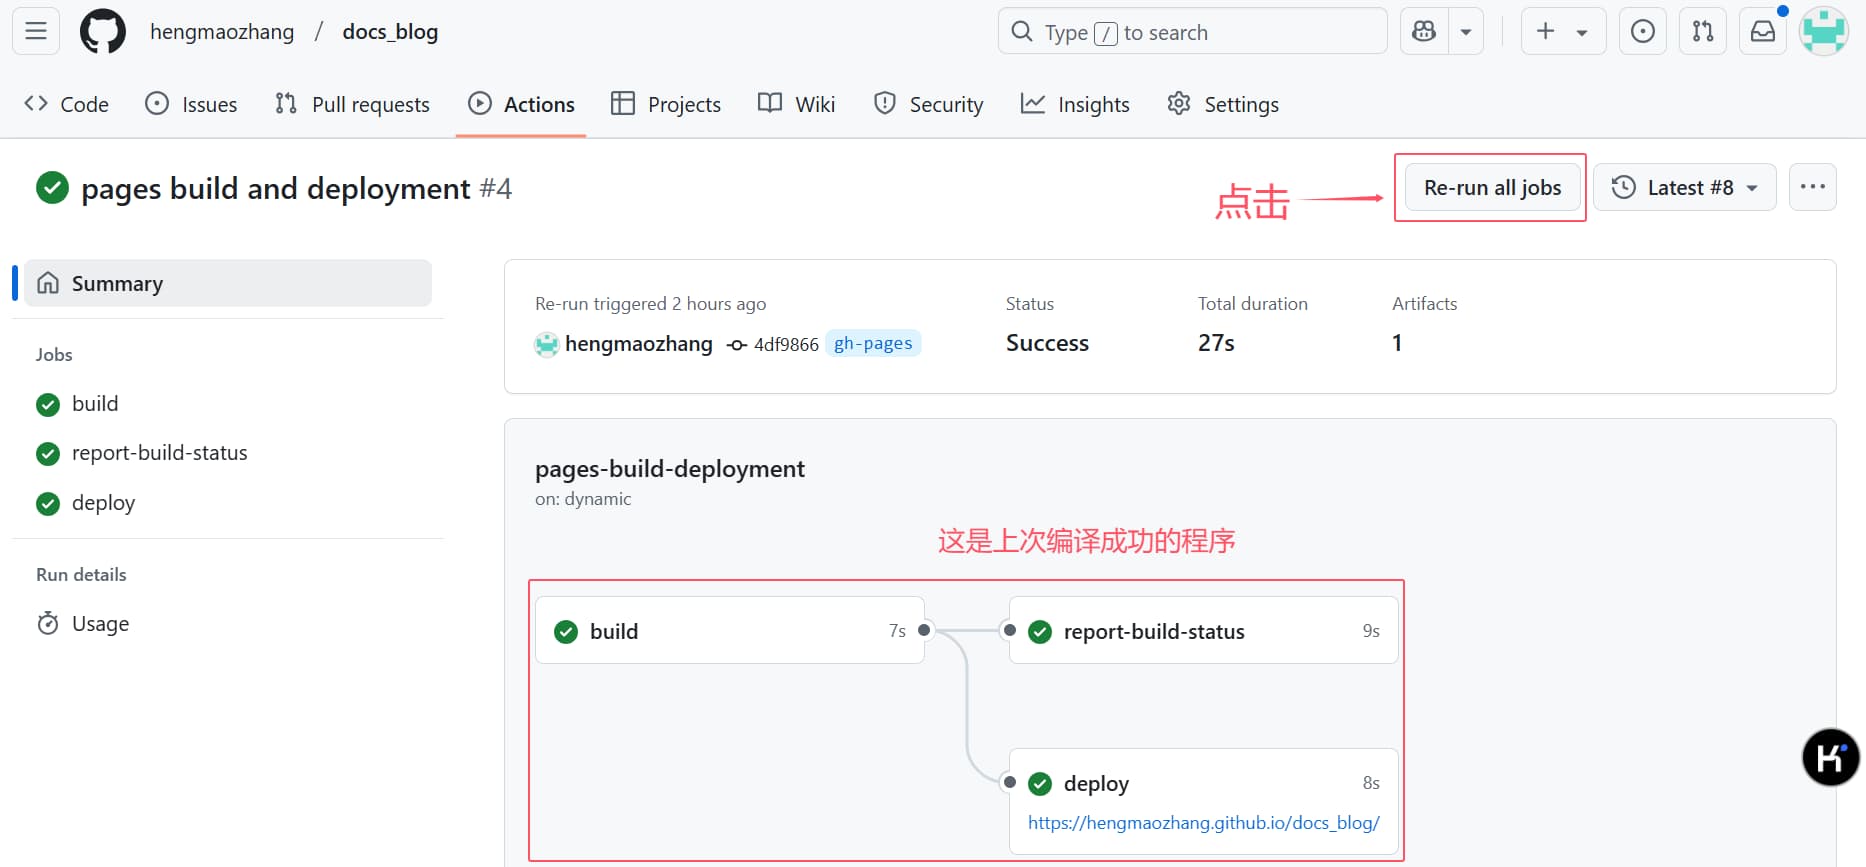 hengmaozhang / docs_blog
Type / to search
Code
Issues
Pull requests
Actions
Projects
Wiki
Security
Insights
Settings
pages build and deployment #4
点击
Re-run all jobs
Latest #8
Summary
Jobs
build
report-build-status
deploy
Run details
Usage
Re-run triggered 2 hours ago
hengmaozhang 4df9866 gh-pages
Status
Success
Total duration
27s
Artifacts
1
pages-build-deployment
on: dynamic
这是上次编译成功的程序
build 7s
report-build-status 9s
deploy 8s
https://hengmaozhang.github.io/docs_blog/